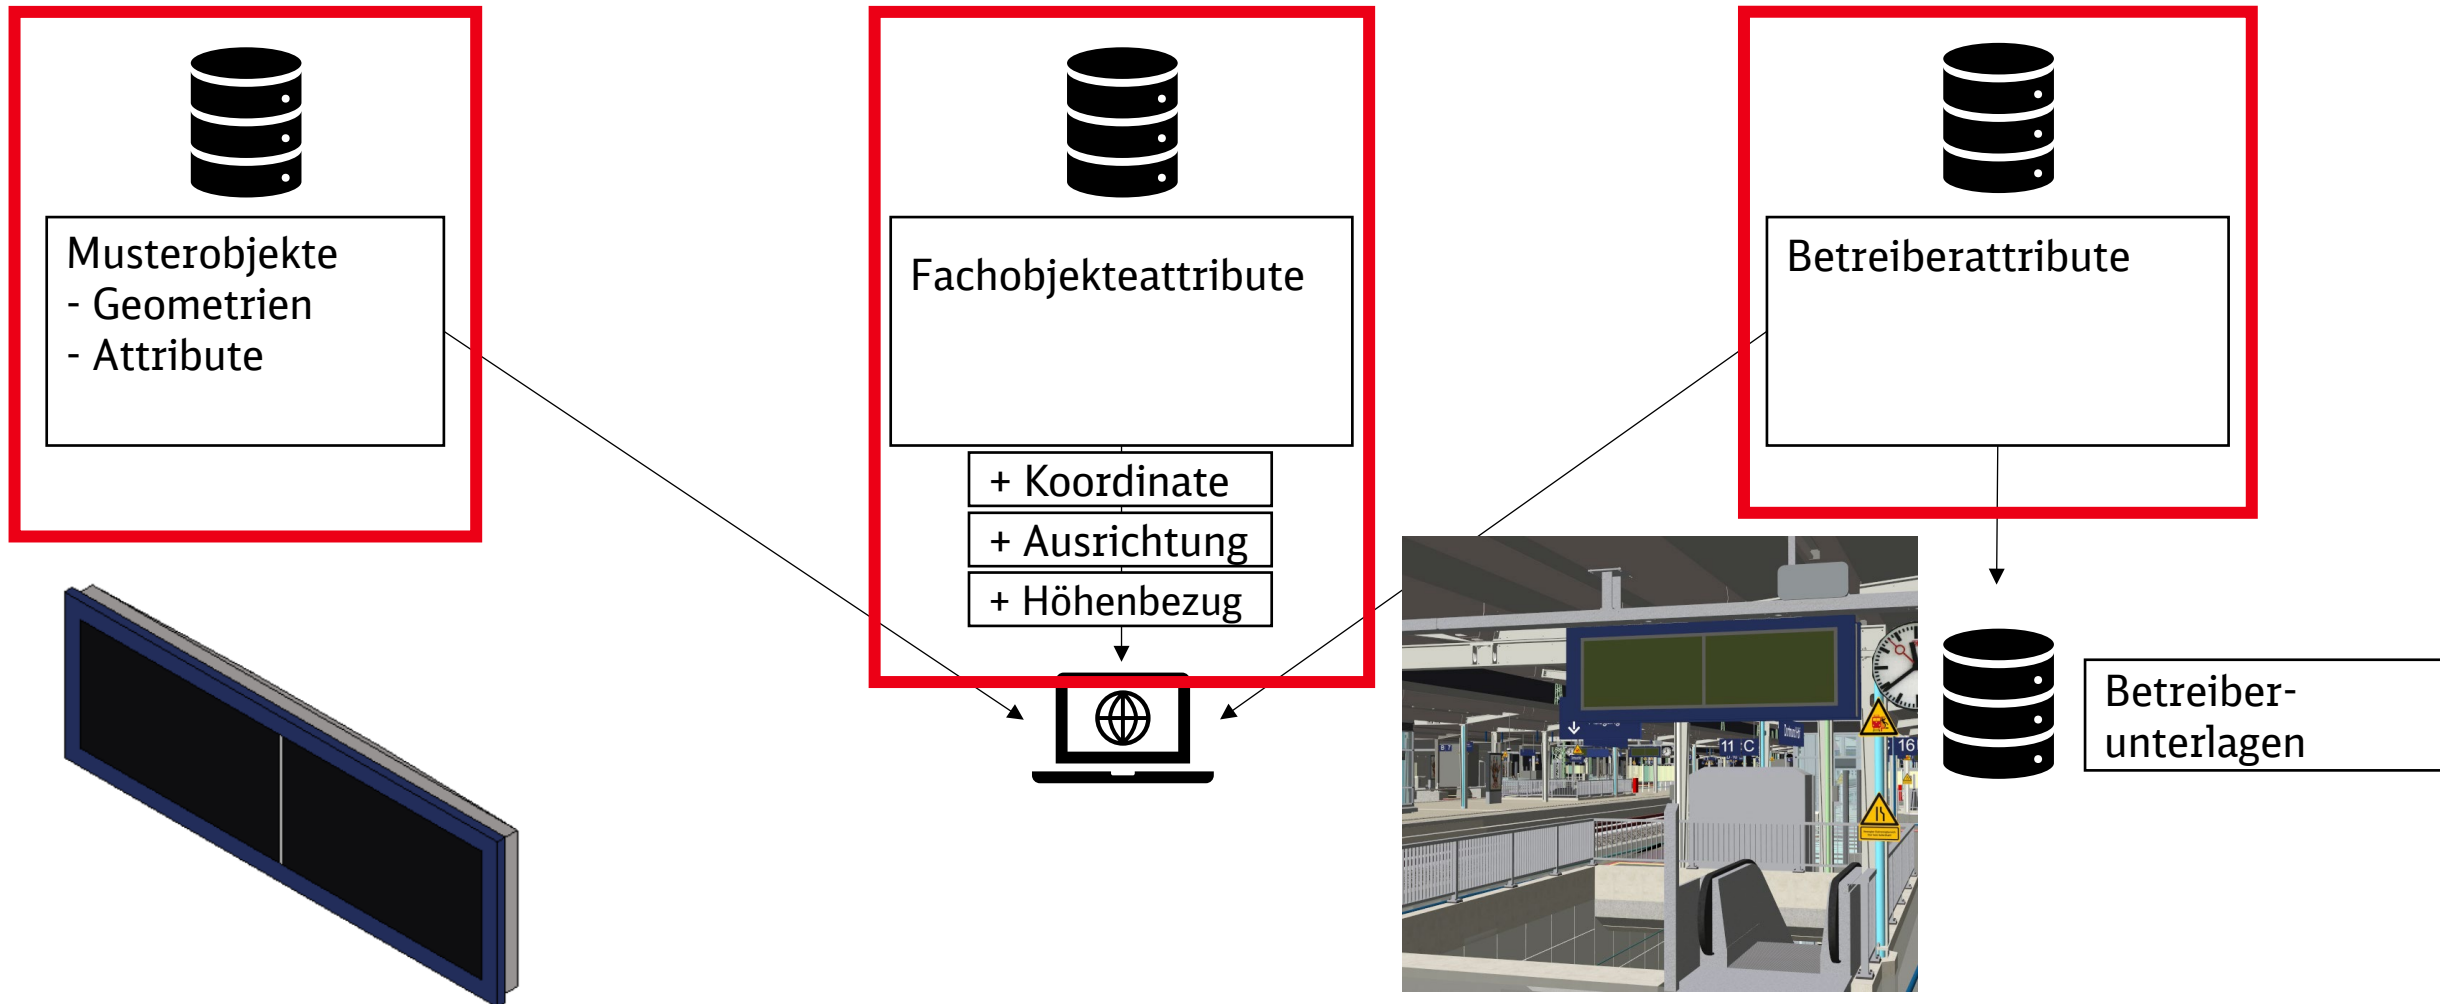 Musterobjekte
- Geometrien
- Attribute
Fachobjekteattribute
+ Koordinate
+ Ausrichtung
+ Höhenbezug
Betreiberattribute
Betreiber-
unterlagen
11 C
16